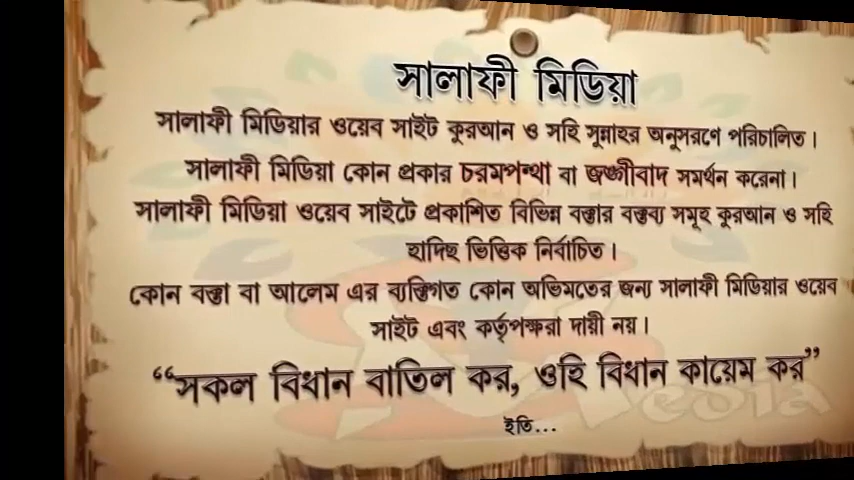 সালাফী মিডিয়া
সালাফী মিডিয়ার ওয়েব সাইট কুরআন ও সহি সুন্নাহর অনুসরণে পরিচালিত।
সালাফী মিডিয়া কোন প্রকার চরমপন্থা বা জঙ্গীবাদ সমর্থন করেনা।
সালাফী মিডিয়া ওয়েব সাইটে প্রকাশিত বিভিন্ন বক্তার বক্তব্য সমূহ কুরআন ও সহি
হাদিছ ভিত্তিক নির্বাচিত।
কোন বক্তা বা আলেম এর ব্যক্তিগত কোন অভিমতের জন্য সালাফী মিডিয়ার ওয়েব
সাইট এবং কর্তৃপক্ষরা দায়ী নয়।
“সকল বিধান বাতিল কর, ওহি বিধান কায়েম কর”
edia
ইতি...